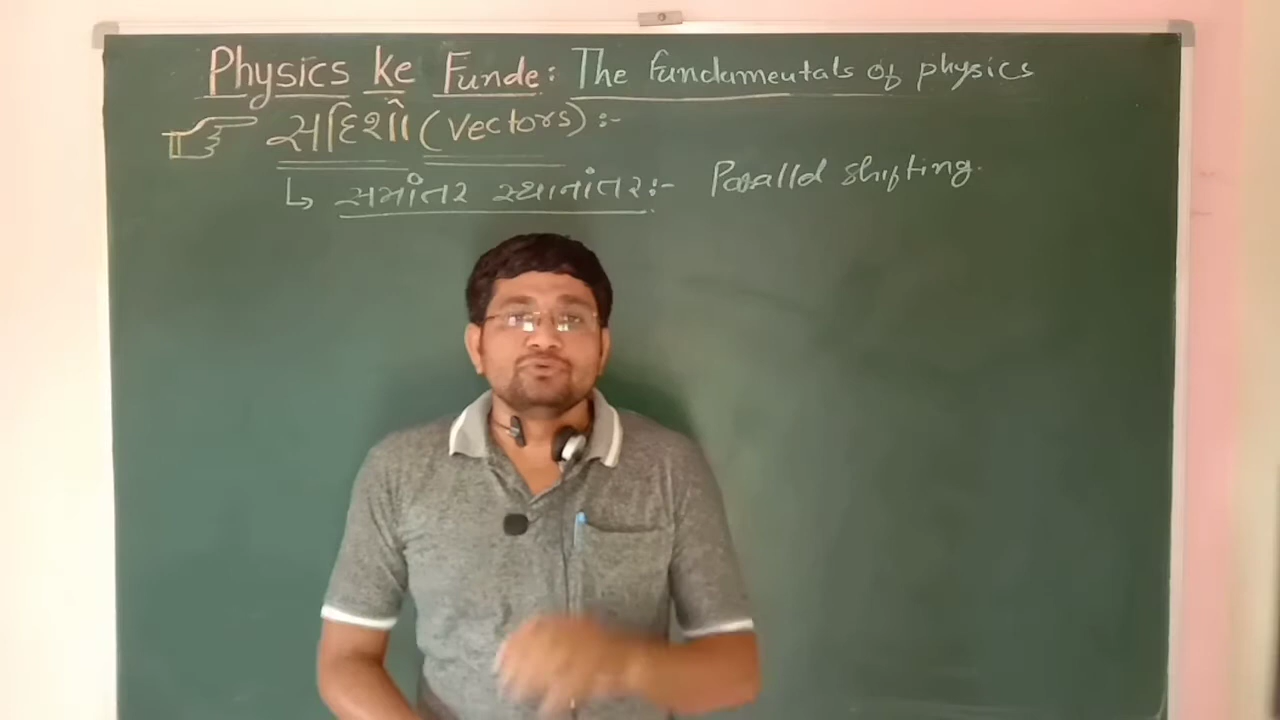 Physics ke Funde: The fundamentals of physics
સદિશો (vectors):-
↳ સમાંતર સ્થાનાંતર:- Parallel shifting.